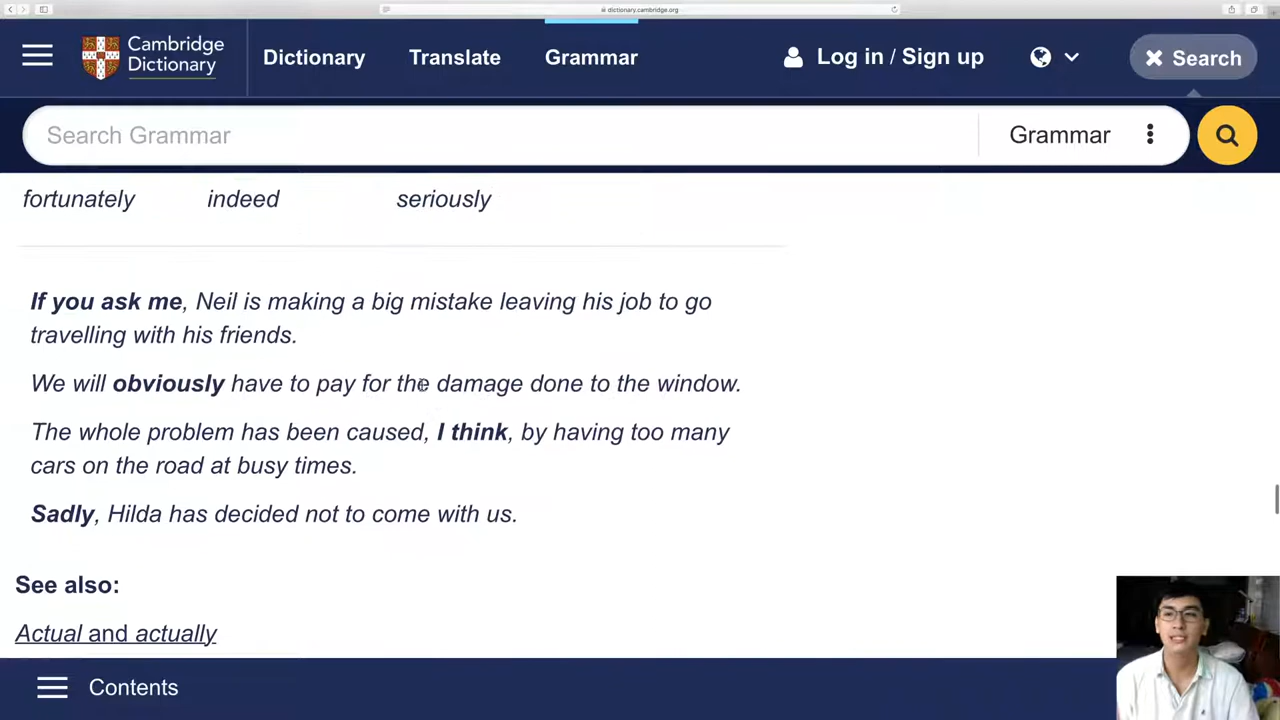 dictionary.cambridge.org
Cambridge
Dictionary
Dictionary
Translate
Grammar
Log in / Sign up
Search
Search Grammar
Grammar
fortunately indeed seriously
If you ask me, Neil is making a big mistake leaving his job to go
travelling with his friends.
We will obviously have to pay for the damage done to the window.
The whole problem has been caused, I think, by having too many
cars on the road at busy times.
Sadly, Hilda has decided not to come with us.
See also:
Actual and actually
Contents